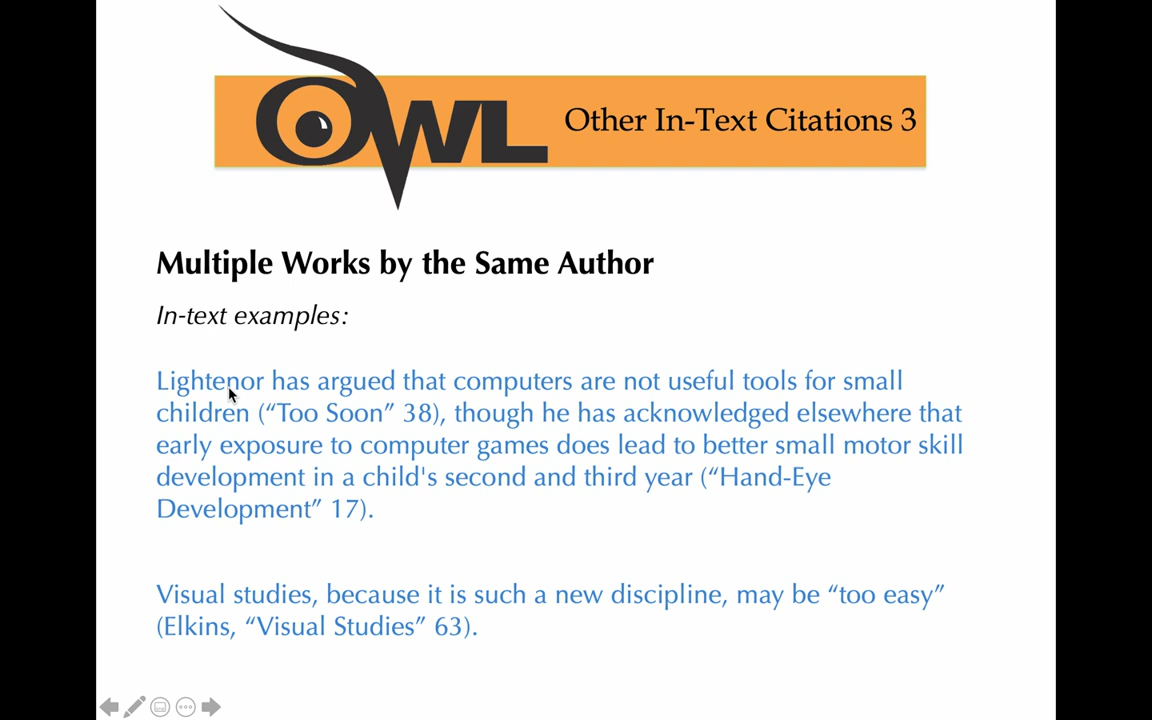 OWL Other In-Text Citations 3
Multiple Works by the Same Author
In-text examples:
Lightenor has argued that computers are not useful tools for small
children (“Too Soon” 38), though he has acknowledged elsewhere that
early exposure to computer games does lead to better small motor skill
development in a child's second and third year (“Hand-Eye
Development” 17).
Visual studies, because it is such a new discipline, may be “too easy”
(Elkins, “Visual Studies” 63).